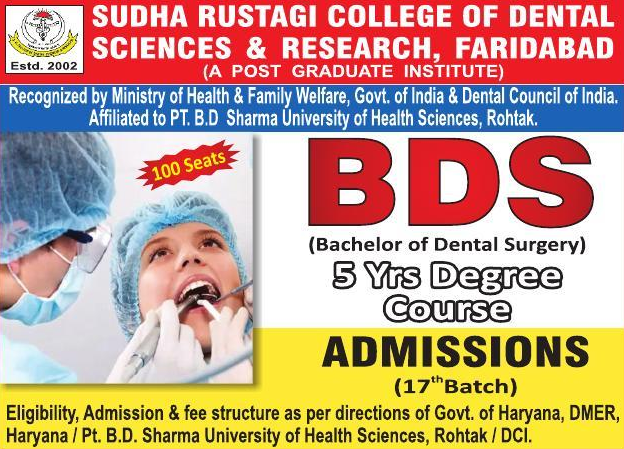 SUDHA RUSTAGI COLLEGE OF DENTAL
SCIENCES & RESEARCH, FARIDABAD
(A POST GRADUATE INSTITUTE)
Estd. 2002
Recognized by Ministry of Health & Family Welfare, Govt. of India & Dental Council of India.
Affiliated to PT. B.D Sharma University of Health Sciences, Rohtak.
100 Seats
BDS
(Bachelor of Dental Surgery)
5 Yrs Degree
Course
ADMISSIONS
(17th Batch)
Eligibility, Admission & fee structure as per directions of Govt. of Haryana, DMER,
Haryana / Pt. B.D. Sharma University of Health Sciences, Rohtak / DCI.